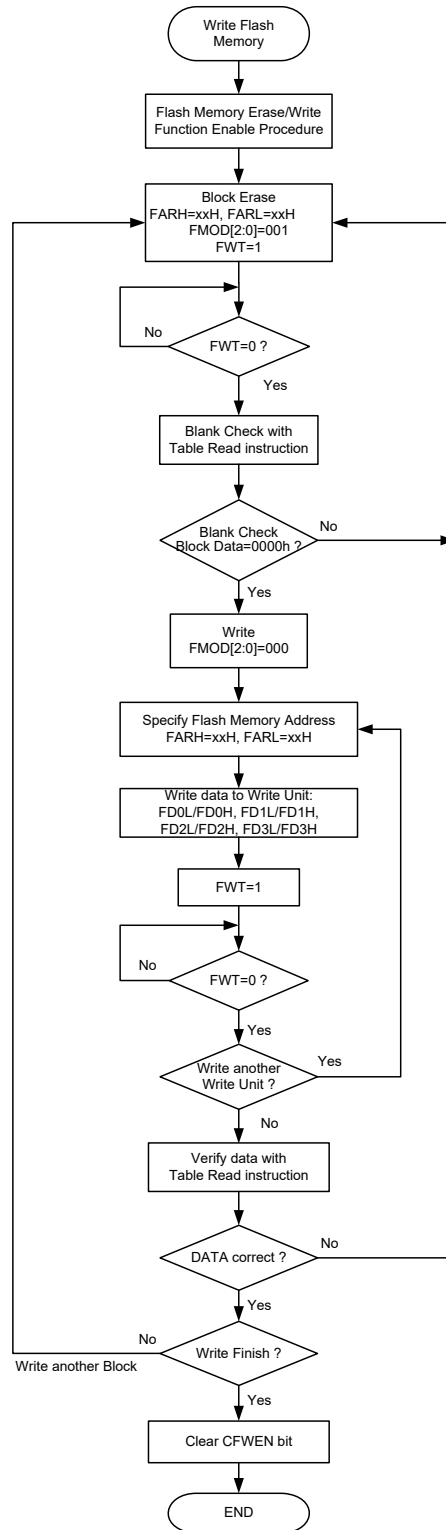 Write Flash
Memory
Flash Memory Erase/Write
Function Enable Procedure
Block Erase
FARH=xxH, FARL=xxH
FMOD[2:0]=001
FWT=1
No
FWT=0 ?
Yes
Blank Check with
Table Read instruction
Blank Check
Block Data=0000h ?
No
Yes
Write
FMOD[2:0]=000
Specify Flash Memory Address
FARH=xxH, FARL=xxH
Write data to Write Unit:
FD0L/FD0H, FD1L/FD1H,
FD2L/FD2H, FD3L/FD3H
FWT=1
No
FWT=0 ?
Yes
Write another
Write Unit ?
Yes
No
Verify data with
Table Read instruction
DATA correct ?
No
Yes
No
Write Finish ?
Write another Block
Yes
Clear CFWEN bit
END